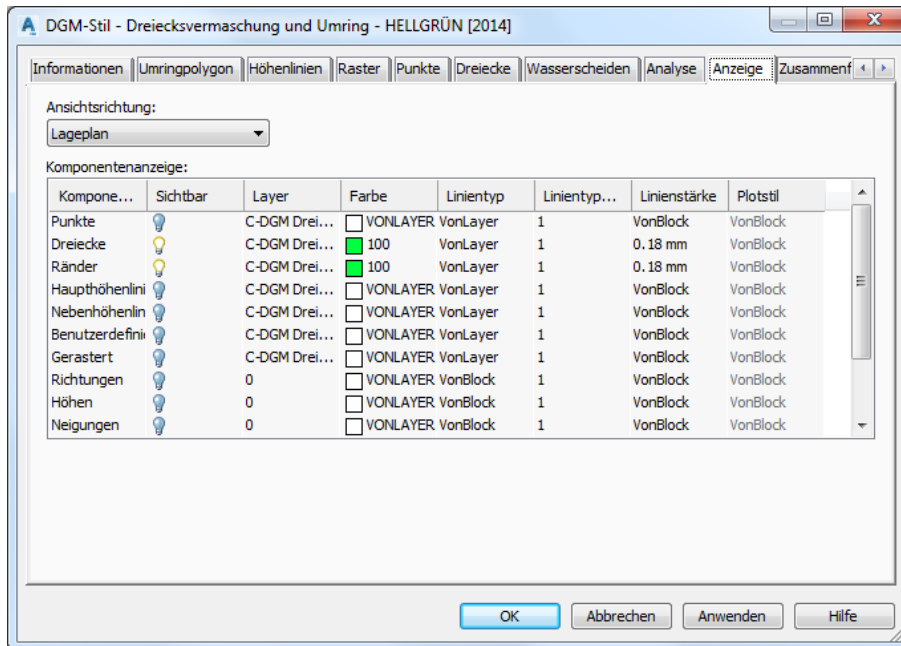 DGM-Stil - Dreiecksvermaschung und Umring - HELLGRÜN [2014]
Informationen Umringpolygon Höhenlinien Raster Punkte Dreiecke Wasserscheiden Analyse Anzeige Zusammenf
Ansichtsrichtung:
Lageplan
Komponentenanzeige:
Kompone... Sichtbar Layer Farbe Linientyp Linientyp... Linienstärke Plotstil
Punkte C-DGM Drei... VONLAYER VonLayer 1 VonBlock VonBlock
Dreiecke C-DGM Drei... 100 VonLayer 1 0.18 mm VonBlock
Ränder C-DGM Drei... 100 VonLayer 1 0.18 mm VonBlock
Haupthöhenlini C-DGM Drei... VONLAYER VonLayer 1 VonBlock VonBlock
Nebenhöhenlin C-DGM Drei... VONLAYER VonLayer 1 VonBlock VonBlock
Benutzerdefini C-DGM Drei... VONLAYER VonLayer 1 VonBlock VonBlock
Gerastert C-DGM Drei... VONLAYER VonLayer 1 VonBlock VonBlock
Richtungen 0 VONLAYER VonBlock 1 VonBlock VonBlock
Höhen 0 VONLAYER VonBlock 1 VonBlock VonBlock
Neigungen 0 VONLAYER VonBlock 1 VonBlock VonBlock
OK Abbrechen Anwenden Hilfe